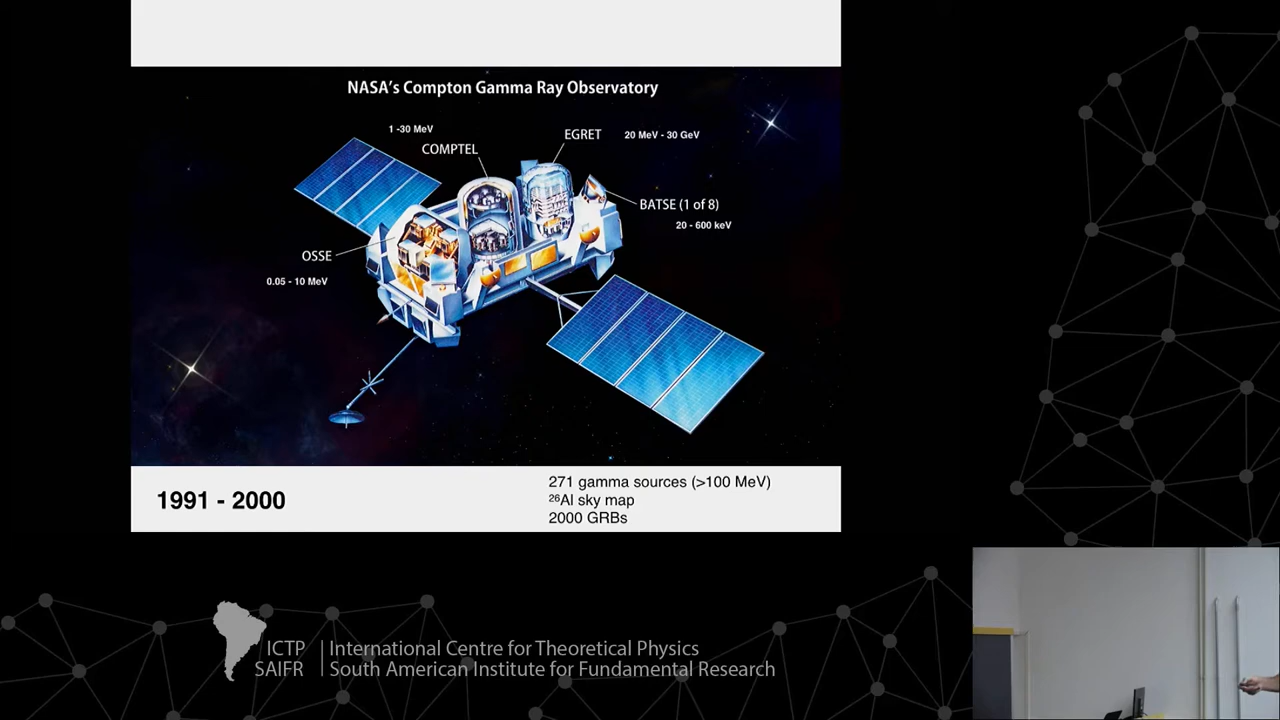 NASA's Compton Gamma Ray Observatory
1 -30 MeV
COMPTEL
EGRET
20 MeV - 30 GeV
BATSE (1 of 8)
20 - 600 keV
OSSE
0.05 - 10 MeV
1991 - 2000
271 gamma sources (>100 MeV)
²⁶Al sky map
2000 GRBs
ICTP
SAIFR
International Centre for Theoretical Physics
South American Institute for Fundamental Research